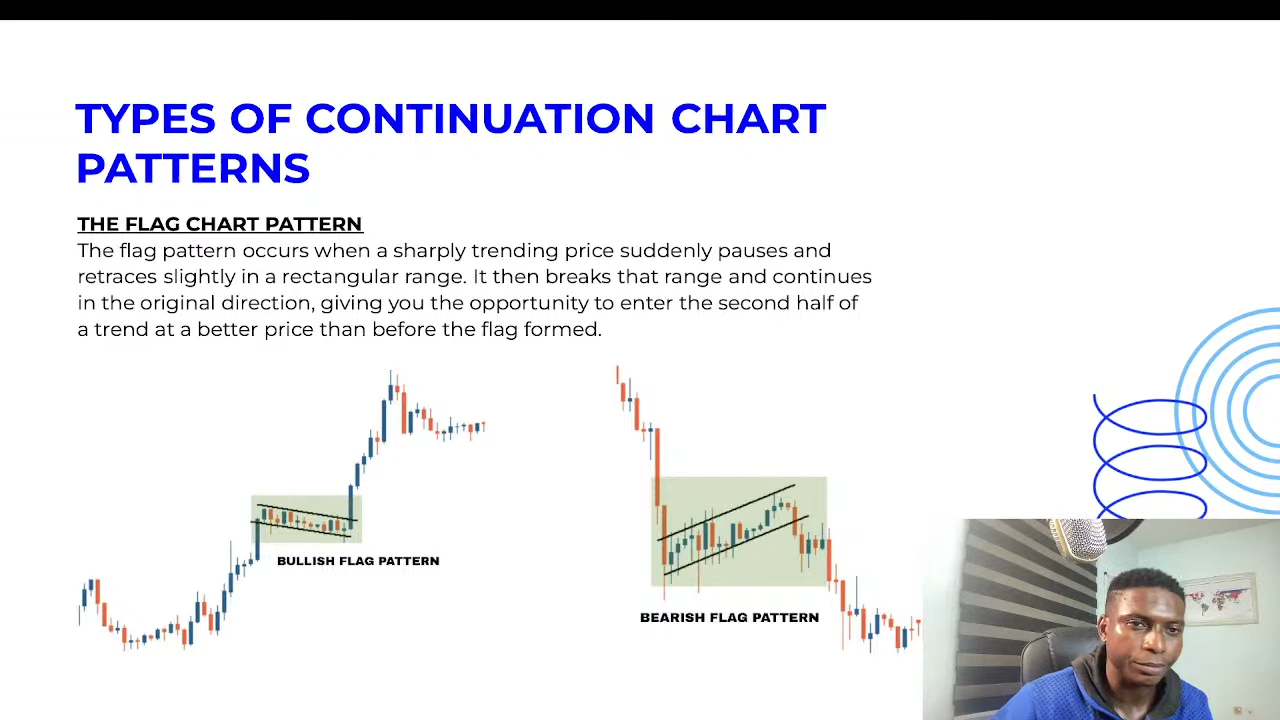 TYPES OF CONTINUATION CHART
PATTERNS
THE FLAG CHART PATTERN
The flag pattern occurs when a sharply trending price suddenly pauses and
retraces slightly in a rectangular range. It then breaks that range and continues
in the original direction, giving you the opportunity to enter the second half of
a trend at a better price than before the flag formed.
BULLISH FLAG PATTERN
BEARISH FLAG PATTERN